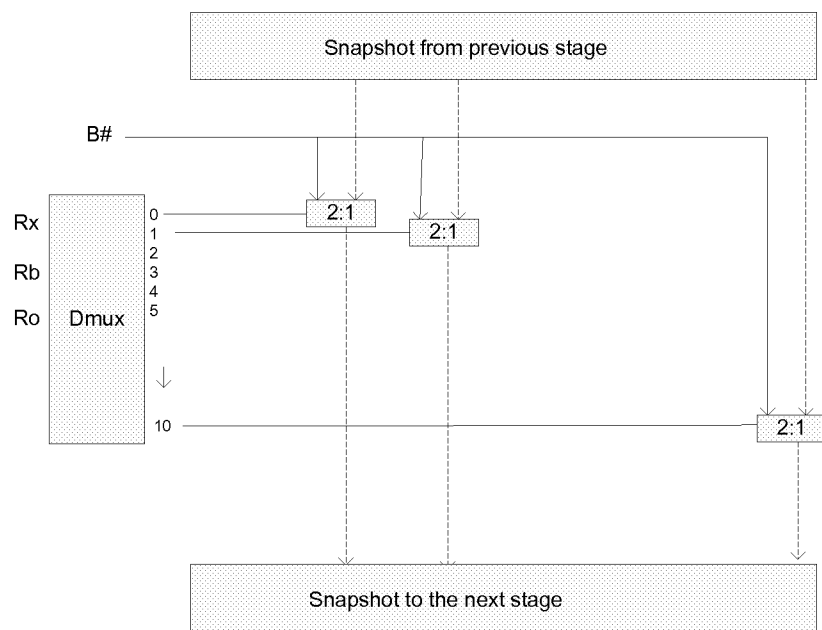 Snapshot from previous stage
B#
Rx
Rb
Ro
Dmux
0
1
2
3
4
5
10
2:1
2:1
2:1
Snapshot to the next stage